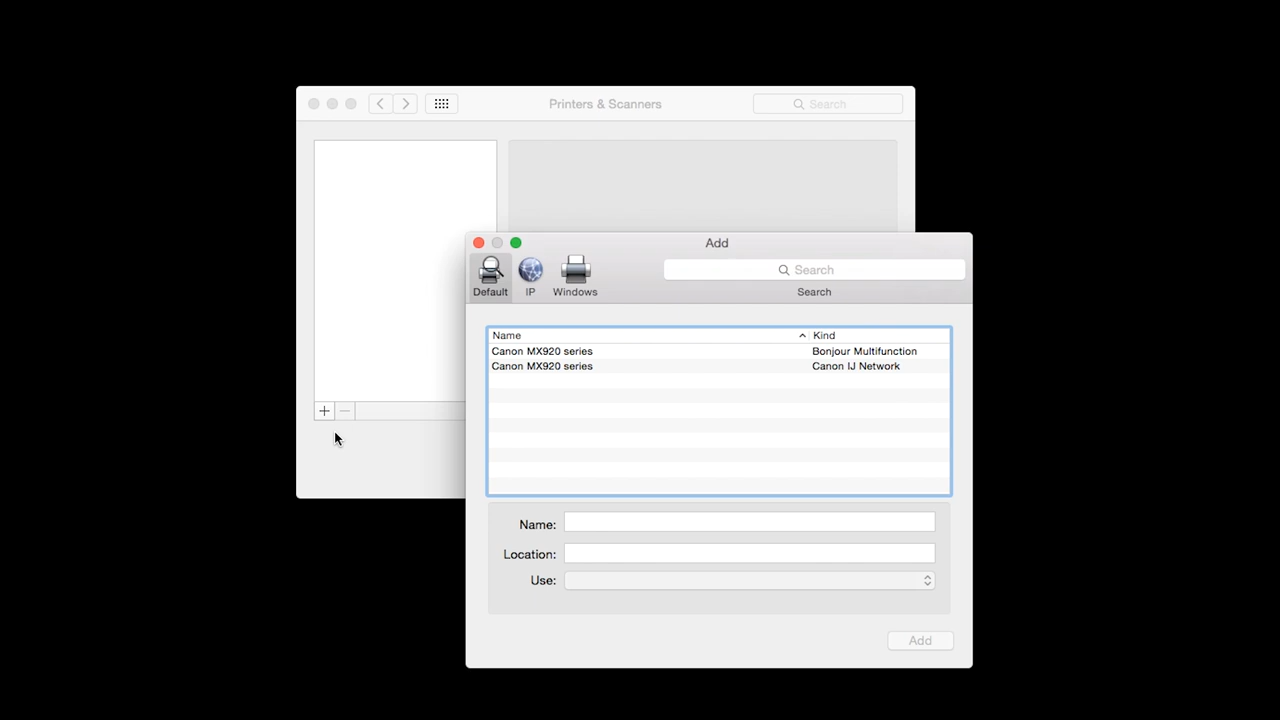 Printers & Scanners
Search
Add
Default
IP
Windows
Search
Search
Name Kind
Canon MX920 series Bonjour Multifunction
Canon MX920 series Canon IJ Network
Name:
Location:
Use:
Add